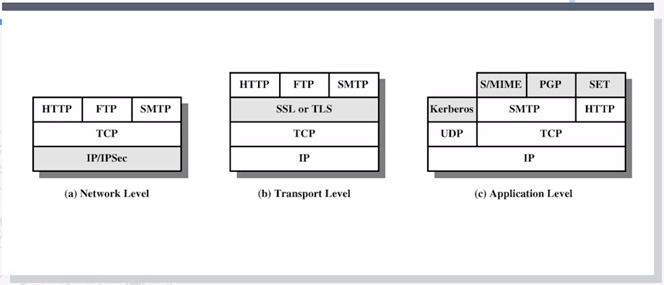 HTTP FTP SMTP
TCP
IP/IPSec
(a) Network Level
HTTP FTP SMTP
SSL or TLS
TCP
IP
(b) Transport Level
S/MIME PGP SET
Kerberos SMTP HTTP
UDP TCP
IP
(c) Application Level